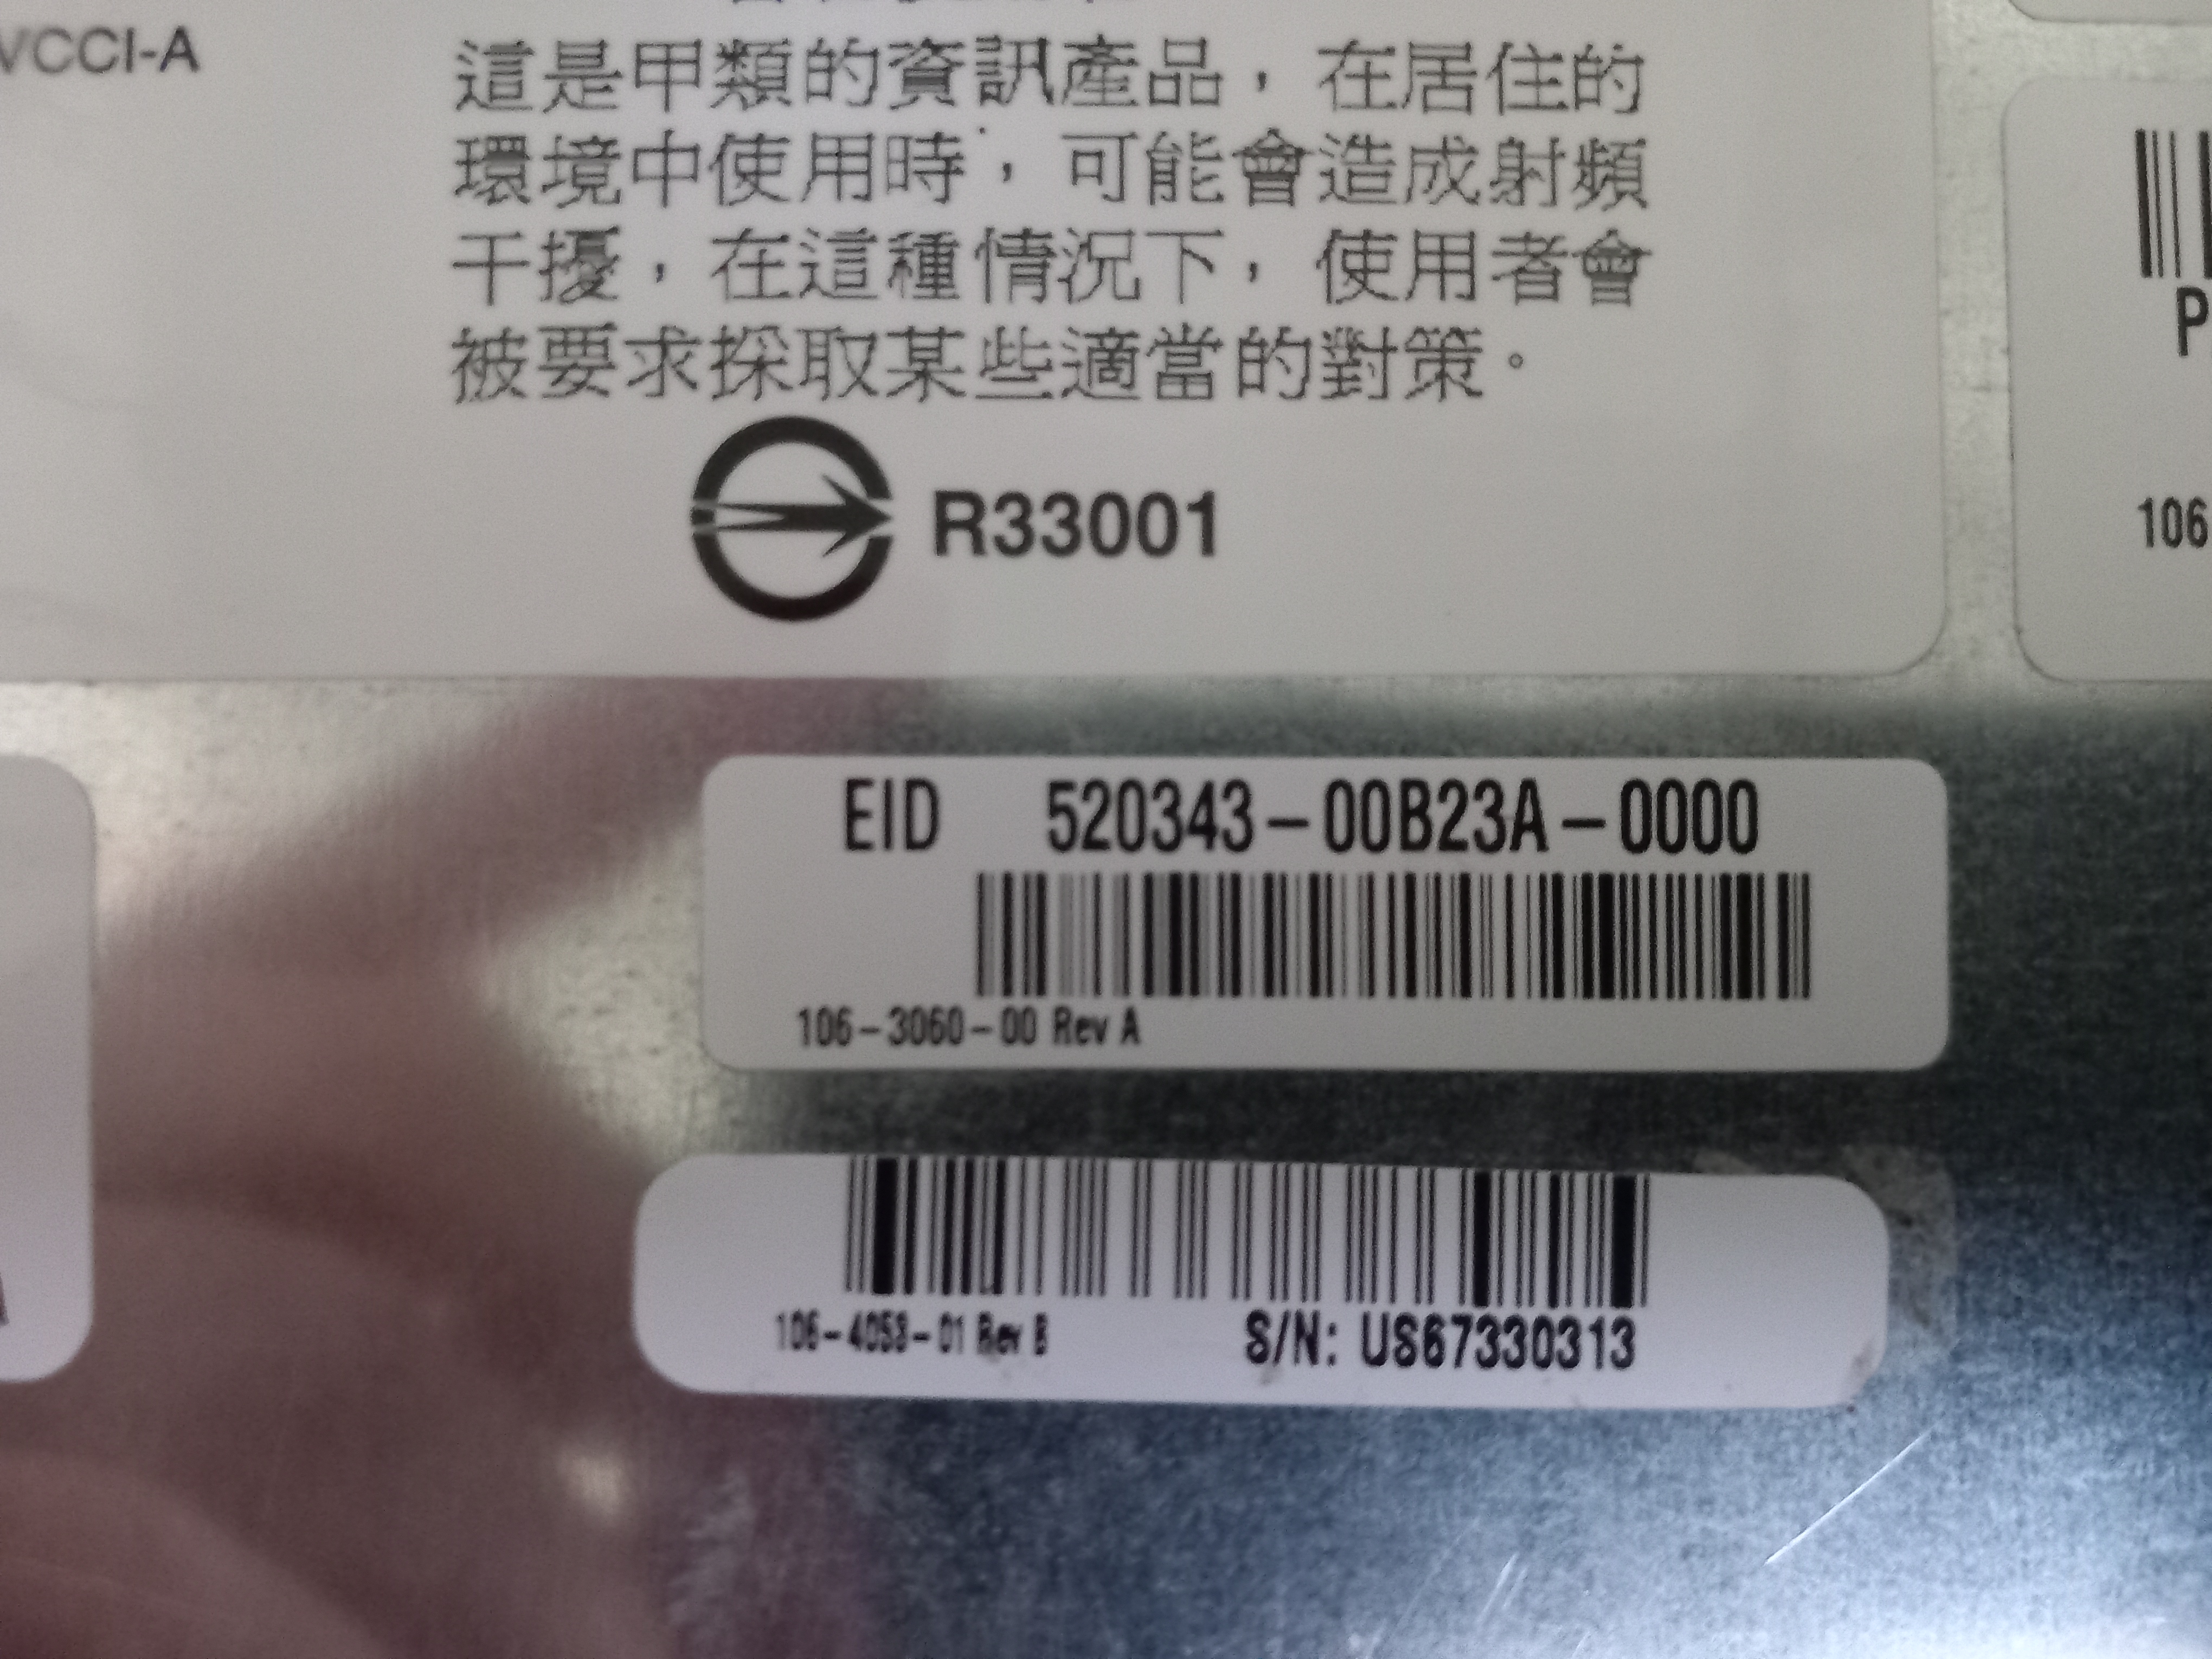 VCCI-A
這是甲類的資訊產品，在居住的
環境中使用時，可能會造成射頻
干擾，在這種情況下，使用者會
被要求採取某些適當的對策。
R33001
P
106
EID 520343-00B23A-0000
106-3060-00 Rev A
106-4053-01 Rev B S/N: US67330313